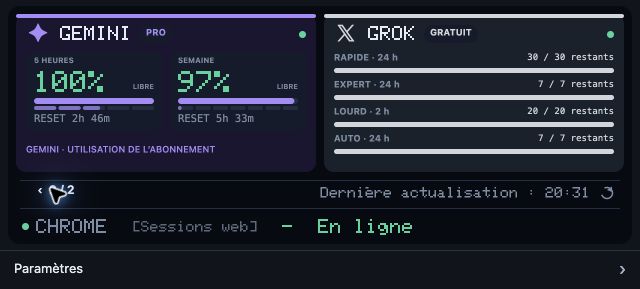 GEMINI PRO
5 HEURES
100% LIBRE
RESET 2h 46m
SEMAINE
97% LIBRE
RESET 5h 33m
GEMINI · UTILISATION DE L'ABONNEMENT
GROK GRATUIT
RAPIDE · 24 h 30 / 30 restants
EXPERT · 24 h 7 / 7 restants
LOURD · 2 h 20 / 20 restants
AUTO · 24 h 7 / 7 restants
‹ /2
Dernière actualisation : 20:31
CHROME [Sessions web] — En ligne
Paramètres ›